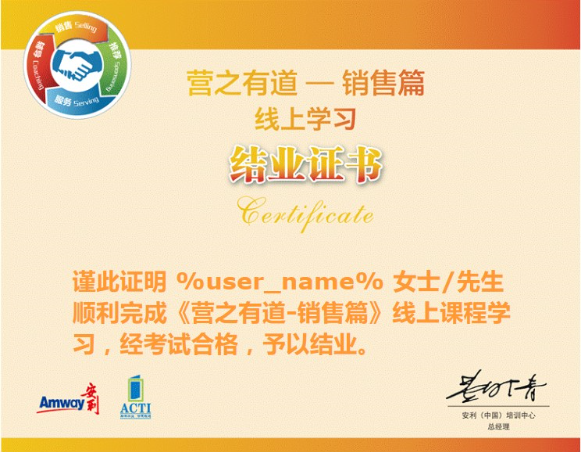 销售 Selling
教育 Coaching
推荐 Sponsoring
服务 Serving
营之有道 — 销售篇
线上学习
结业证书
Certificate
谨此证明 %user_name% 女士/先生
顺利完成《营之有道-销售篇》线上课程学
习，经考试合格，予以结业。
Amway 安利
ACTI
安利（中国）培训中心
总经理